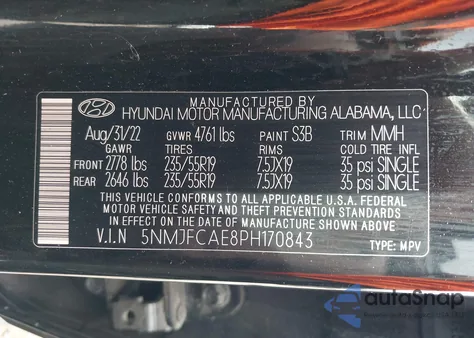 MANUFACTURED BY
HYUNDAI MOTOR MANUFACTURING ALABAMA, LLC
Aug/31/22 GVWR 4761 lbs PAINT S3B TRIM MMH
GAWR TIRES RIMS COLD TIRE INFL
FRONT 2778 lbs 235/55R19 7.5JX19 35 psi SINGLE
REAR 2646 lbs 235/55R19 7.5JX19 35 psi SINGLE
THIS VEHICLE CONFORMS TO ALL APPLICABLE U.S.A. FEDERAL
MOTOR VEHICLE SAFETY, BUMPER, AND THEFT PREVENTION STANDARDS
IN EFFECT ON THE DATE OF MANUFACTURE SHOWN ABOVE.
V.I.N 5NMJFCAE8PH170843 TYPE: MPV
autoSnap